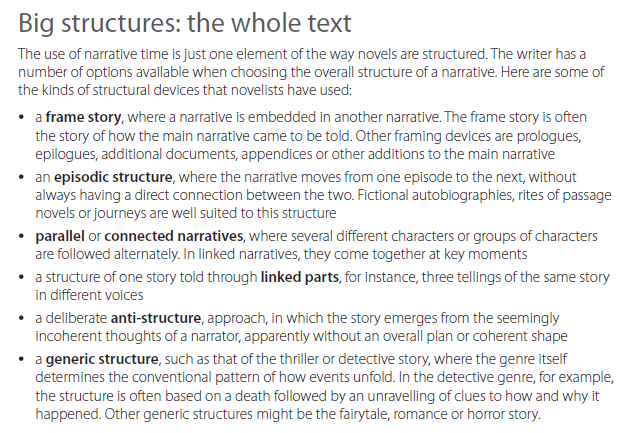 Big structures: the whole text
The use of narrative time is just one element of the way novels are structured. The writer has a
number of options available when choosing the overall structure of a narrative. Here are some of
the kinds of structural devices that novelists have used:
• a frame story, where a narrative is embedded in another narrative. The frame story is often
the story of how the main narrative came to be told. Other framing devices are prologues,
epilogues, additional documents, appendices or other additions to the main narrative
• an episodic structure, where the narrative moves from one episode to the next, without
always having a direct connection between the two. Fictional autobiographies, rites of passage
novels or journeys are well suited to this structure
• parallel or connected narratives, where several different characters or groups of characters
are followed alternately. In linked narratives, they come together at key moments
• a structure of one story told through linked parts, for instance, three tellings of the same story
in different voices
• a deliberate anti-structure, approach, in which the story emerges from the seemingly
incoherent thoughts of a narrator, apparently without an overall plan or coherent shape
• a generic structure, such as that of the thriller or detective story, where the genre itself
determines the conventional pattern of how events unfold. In the detective genre, for example,
the structure is often based on a death followed by an unravelling of clues to how and why it
happened. Other generic structures might be the fairytale, romance or horror story.